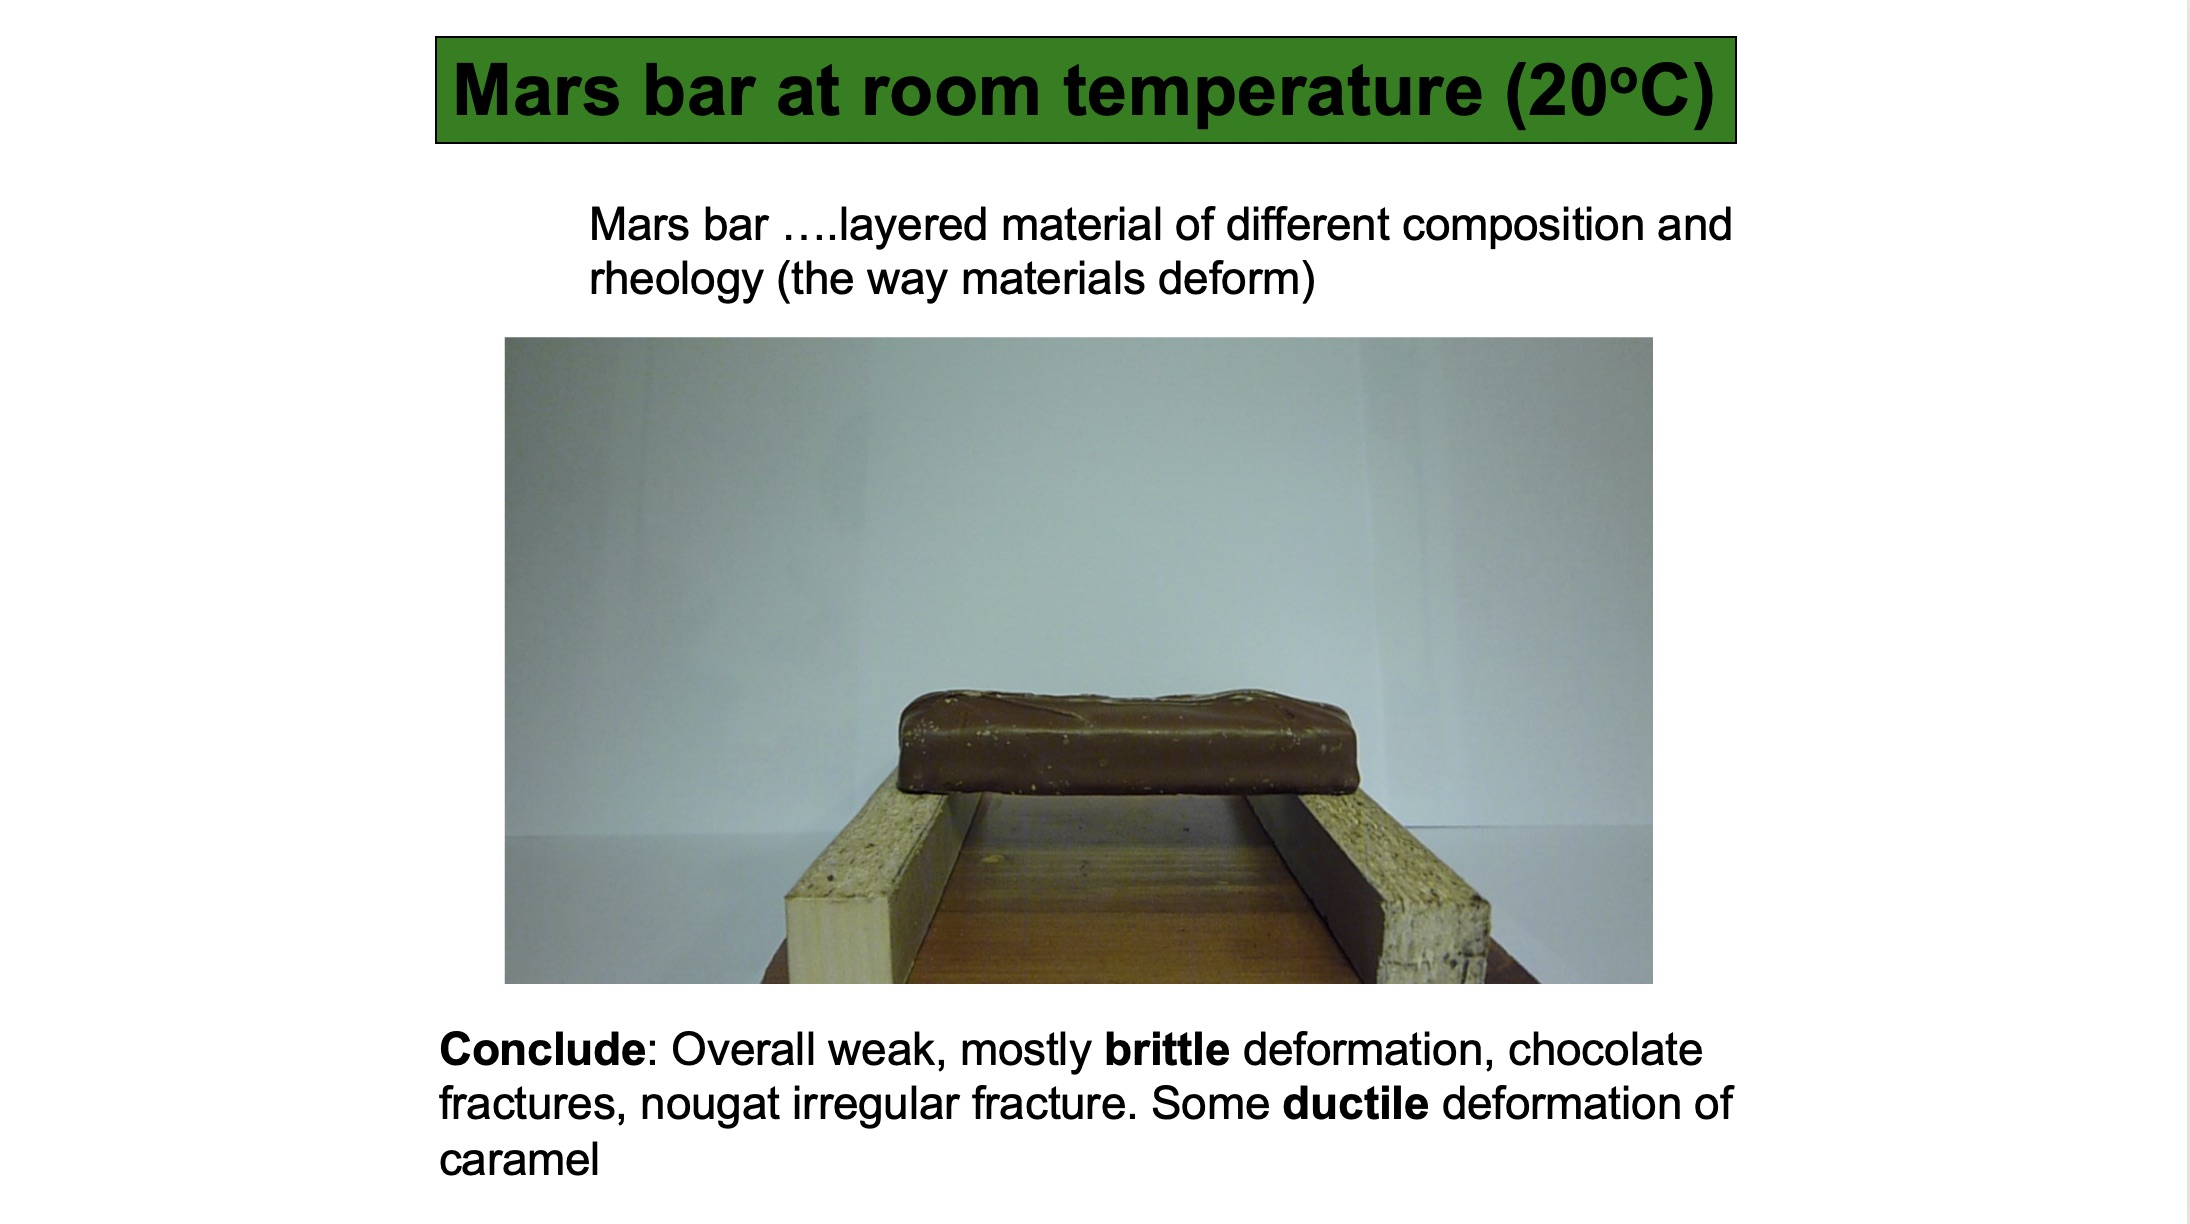 Mars bar at room temperature (20°C)
Mars bar ….layered material of different composition and
rheology (the way materials deform)
Conclude: Overall weak, mostly brittle deformation, chocolate
fractures, nougat irregular fracture. Some ductile deformation of
caramel